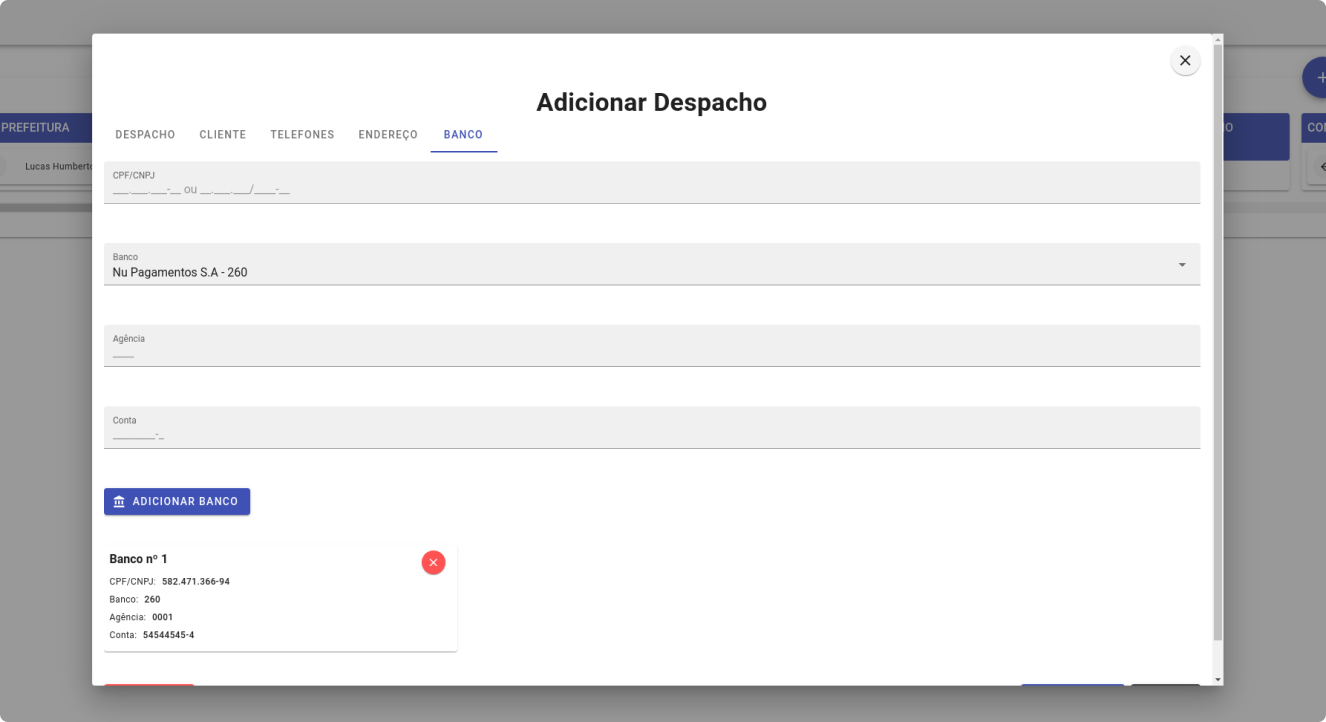 Adicionar Despacho
DESPACHO CLIENTE TELEFONES ENDEREÇO BANCO
PREFEITURA
Lucas Humberto
CPF/CNPJ
___.___.___-__ ou __.___.___/____-__
Banco
Nu Pagamentos S.A - 260
Agência
____
Conta
________-_
ADICIONAR BANCO
Banco nº 1
CPF/CNPJ: 582.471.366-94
Banco: 260
Agência: 0001
Conta: 54544545-4